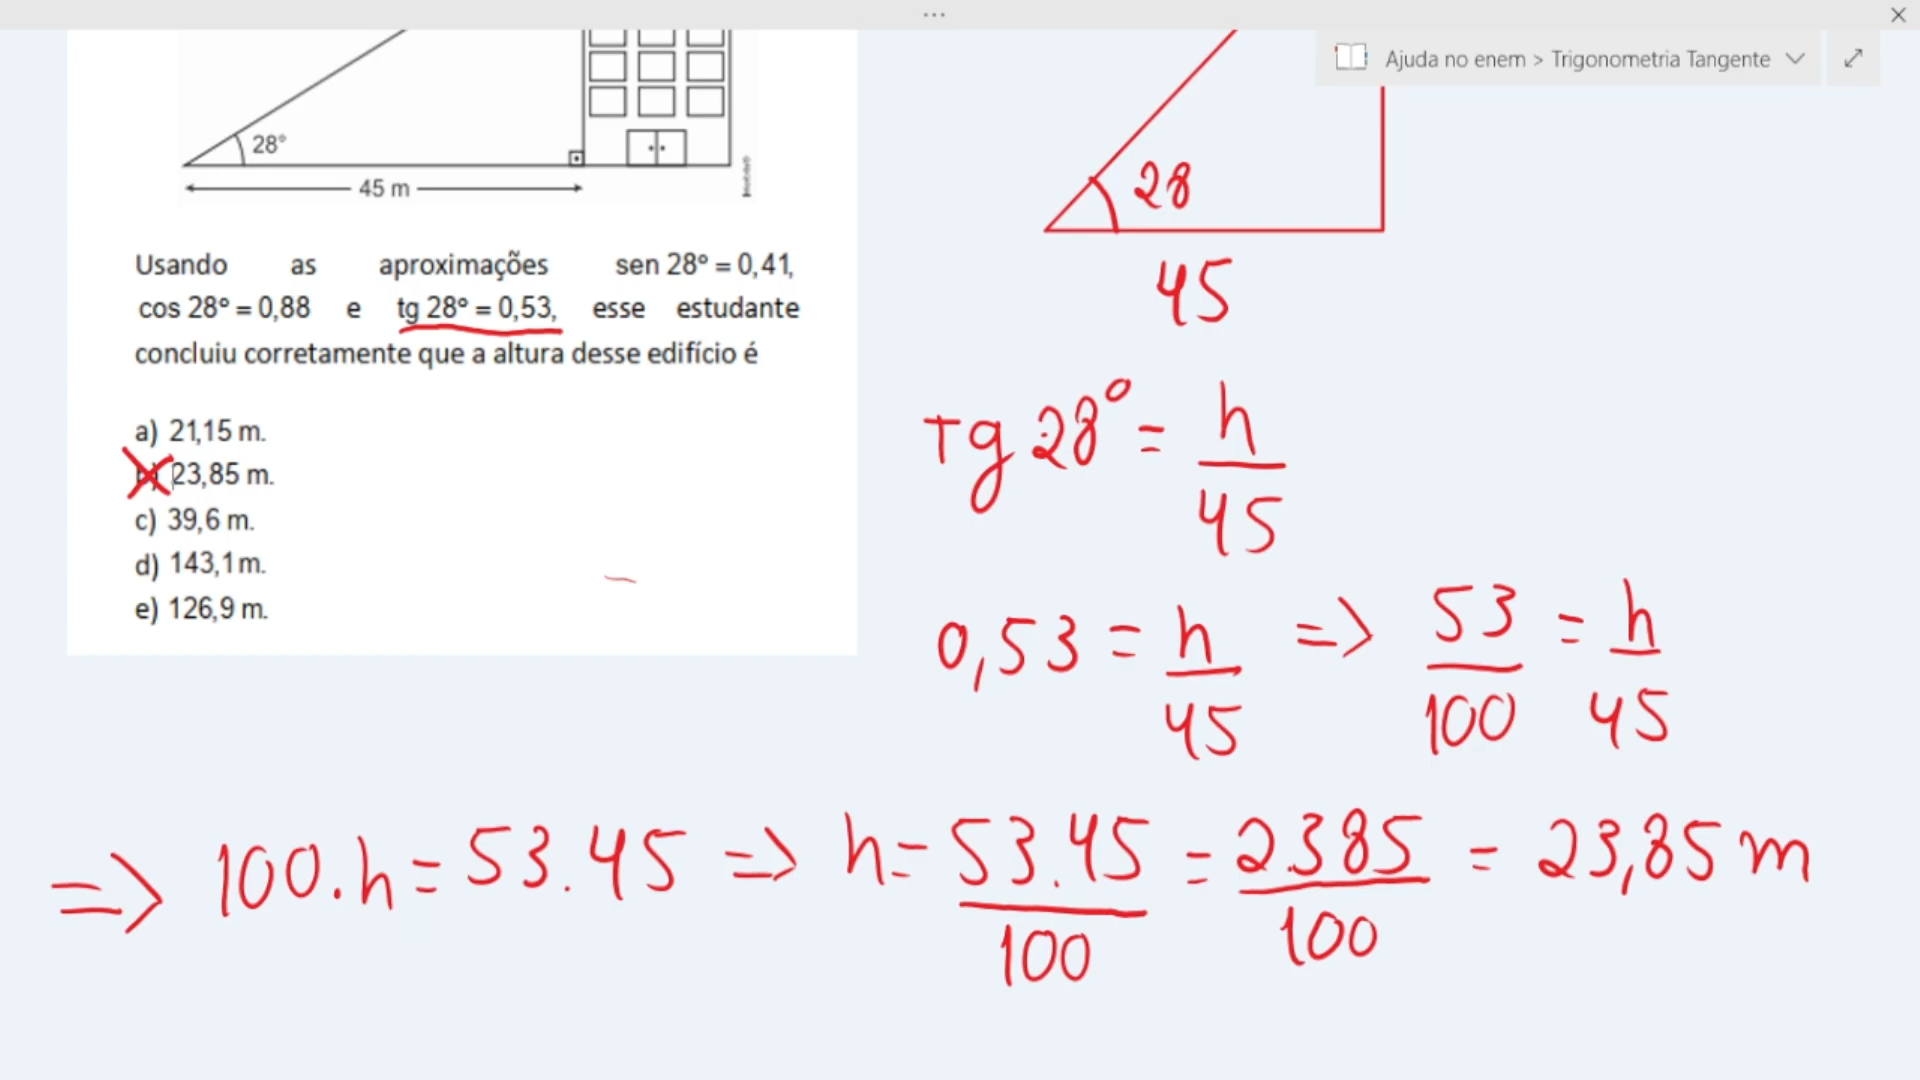 Ajuda no enem > Trigonometria Tangente
28°
45 m
Usando as aproximações sen 28° = 0,41,
cos 28° = 0,88 e tg 28° = 0,53, esse estudante
concluiu corretamente que a altura desse edifício é
a) 21,15 m.
b) 23,85 m.
c) 39,6 m.
d) 143,1 m.
e) 126,9 m.
28
45
Tg 28° = h/45
0,53 = h/45 => 53/100 = h/45
=> 100.h = 53.45 => h = 53.45/100 = 2385/100 = 23,85 m